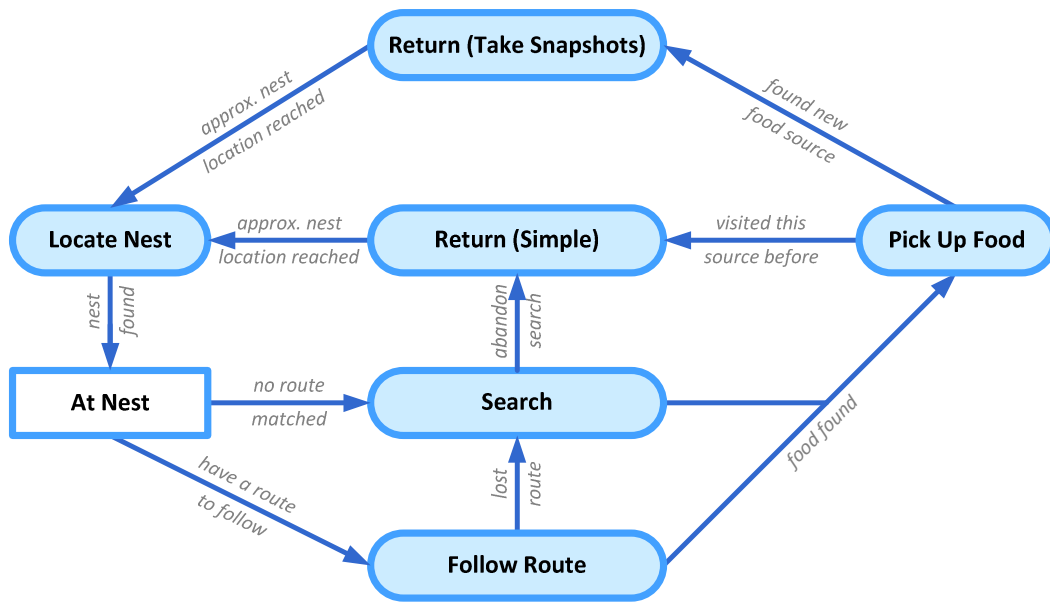 Return (Take Snapshots)
approx. nest
location reached
found new
food source
Locate Nest
approx. nest
location reached
Return (Simple)
visited this
source before
Pick Up Food
nest
found
abandon
search
At Nest
no route
matched
Search
food found
have a route
to follow
lost
route
Follow Route